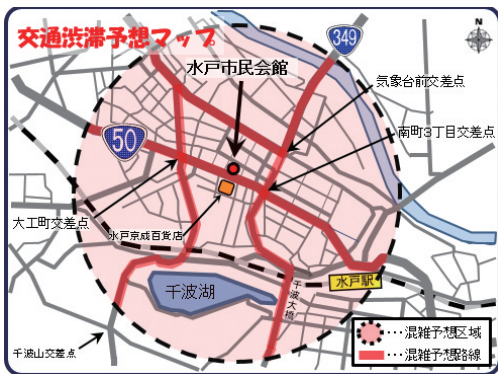 交通渋滞予想マップ
349
N
水戸市民会館
気象台前交差点
50
南町3丁目交差点
大工町交差点
水戸京成百貨店
水戸駅
千波湖
千波大橋
千波山交差点
･･･混雑予想区域
･･･混雑予想路線